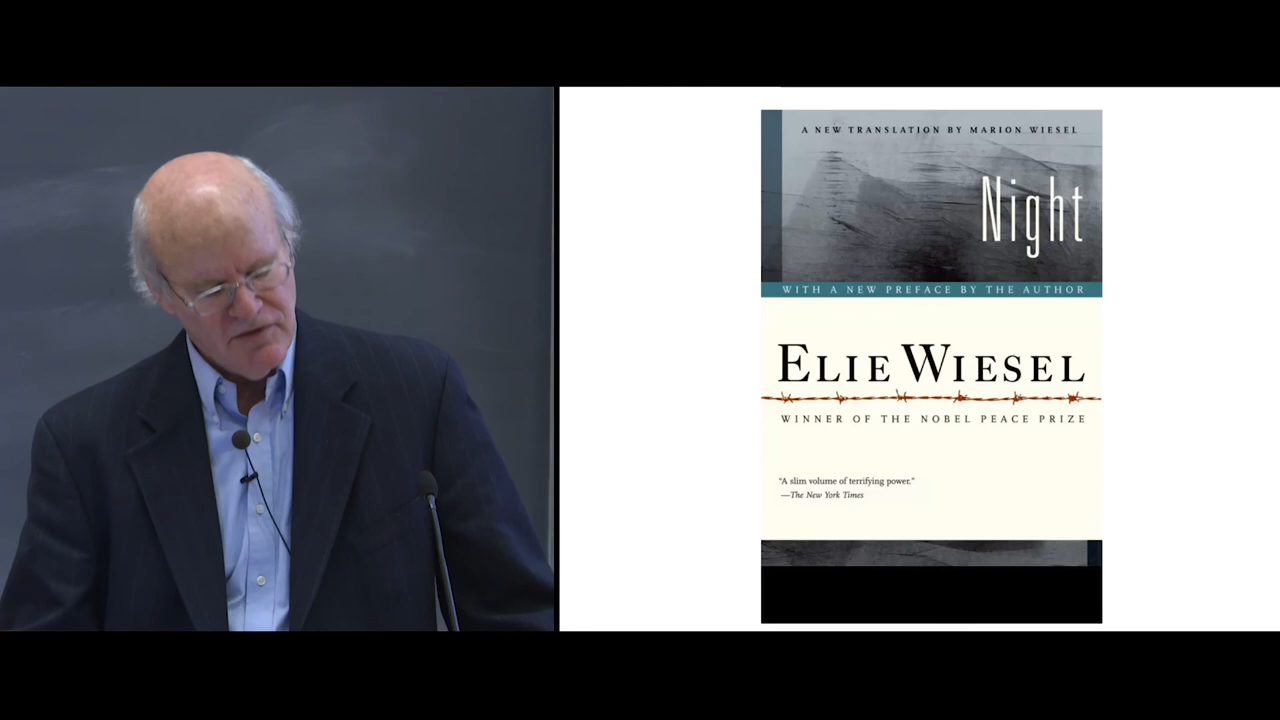 A NEW TRANSLATION BY MARION WIESEL
Night
WITH A NEW PREFACE BY THE AUTHOR
ELIE WIESEL
WINNER OF THE NOBEL PEACE PRIZE
“A slim volume of terrifying power.”
—The New York Times